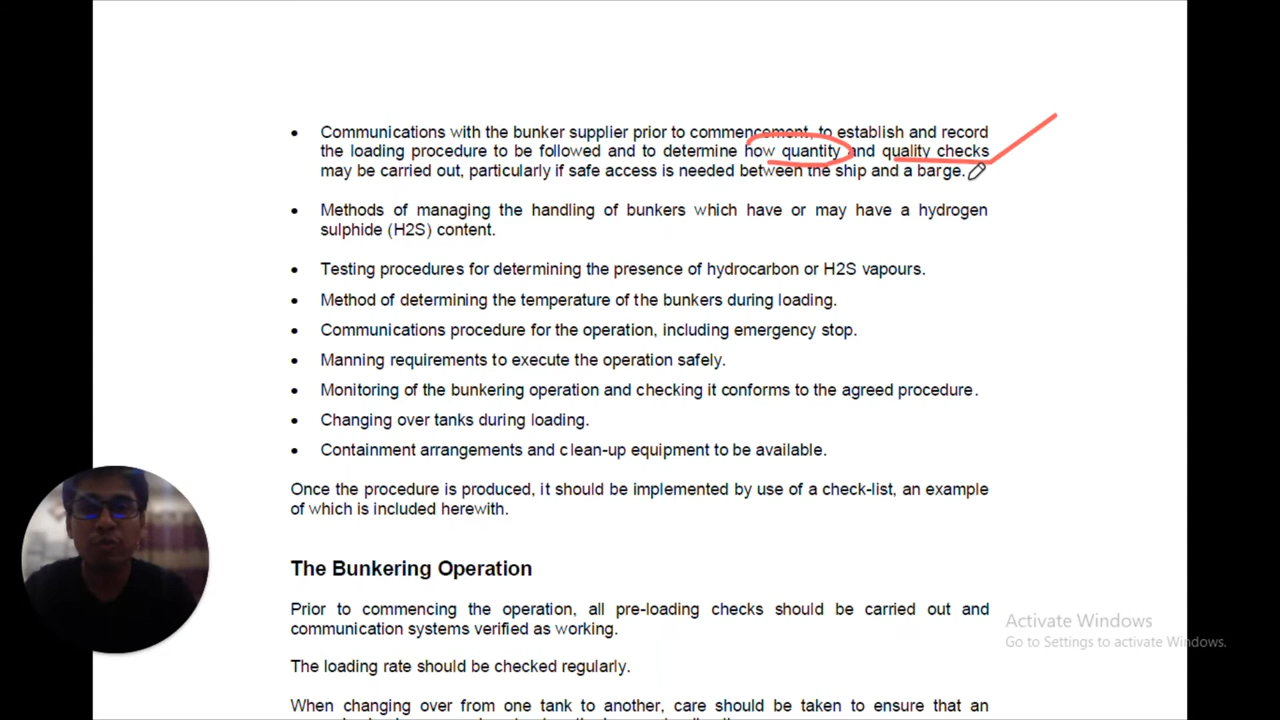 • Communications with the bunker supplier prior to commencement, to establish and record
the loading procedure to be followed and to determine how quantity and quality checks
may be carried out, particularly if safe access is needed between the ship and a barge.
• Methods of managing the handling of bunkers which have or may have a hydrogen
sulphide (H2S) content.
• Testing procedures for determining the presence of hydrocarbon or H2S vapours.
• Method of determining the temperature of the bunkers during loading.
• Communications procedure for the operation, including emergency stop.
• Manning requirements to execute the operation safely.
• Monitoring of the bunkering operation and checking it conforms to the agreed procedure.
• Changing over tanks during loading.
• Containment arrangements and clean-up equipment to be available.
Once the procedure is produced, it should be implemented by use of a check-list, an example
of which is included herewith.
The Bunkering Operation
Prior to commencing the operation, all pre-loading checks should be carried out and
communication systems verified as working.
The loading rate should be checked regularly.
When changing over from one tank to another, care should be taken to ensure that an
Activate Windows
Go to Settings to activate Windows.